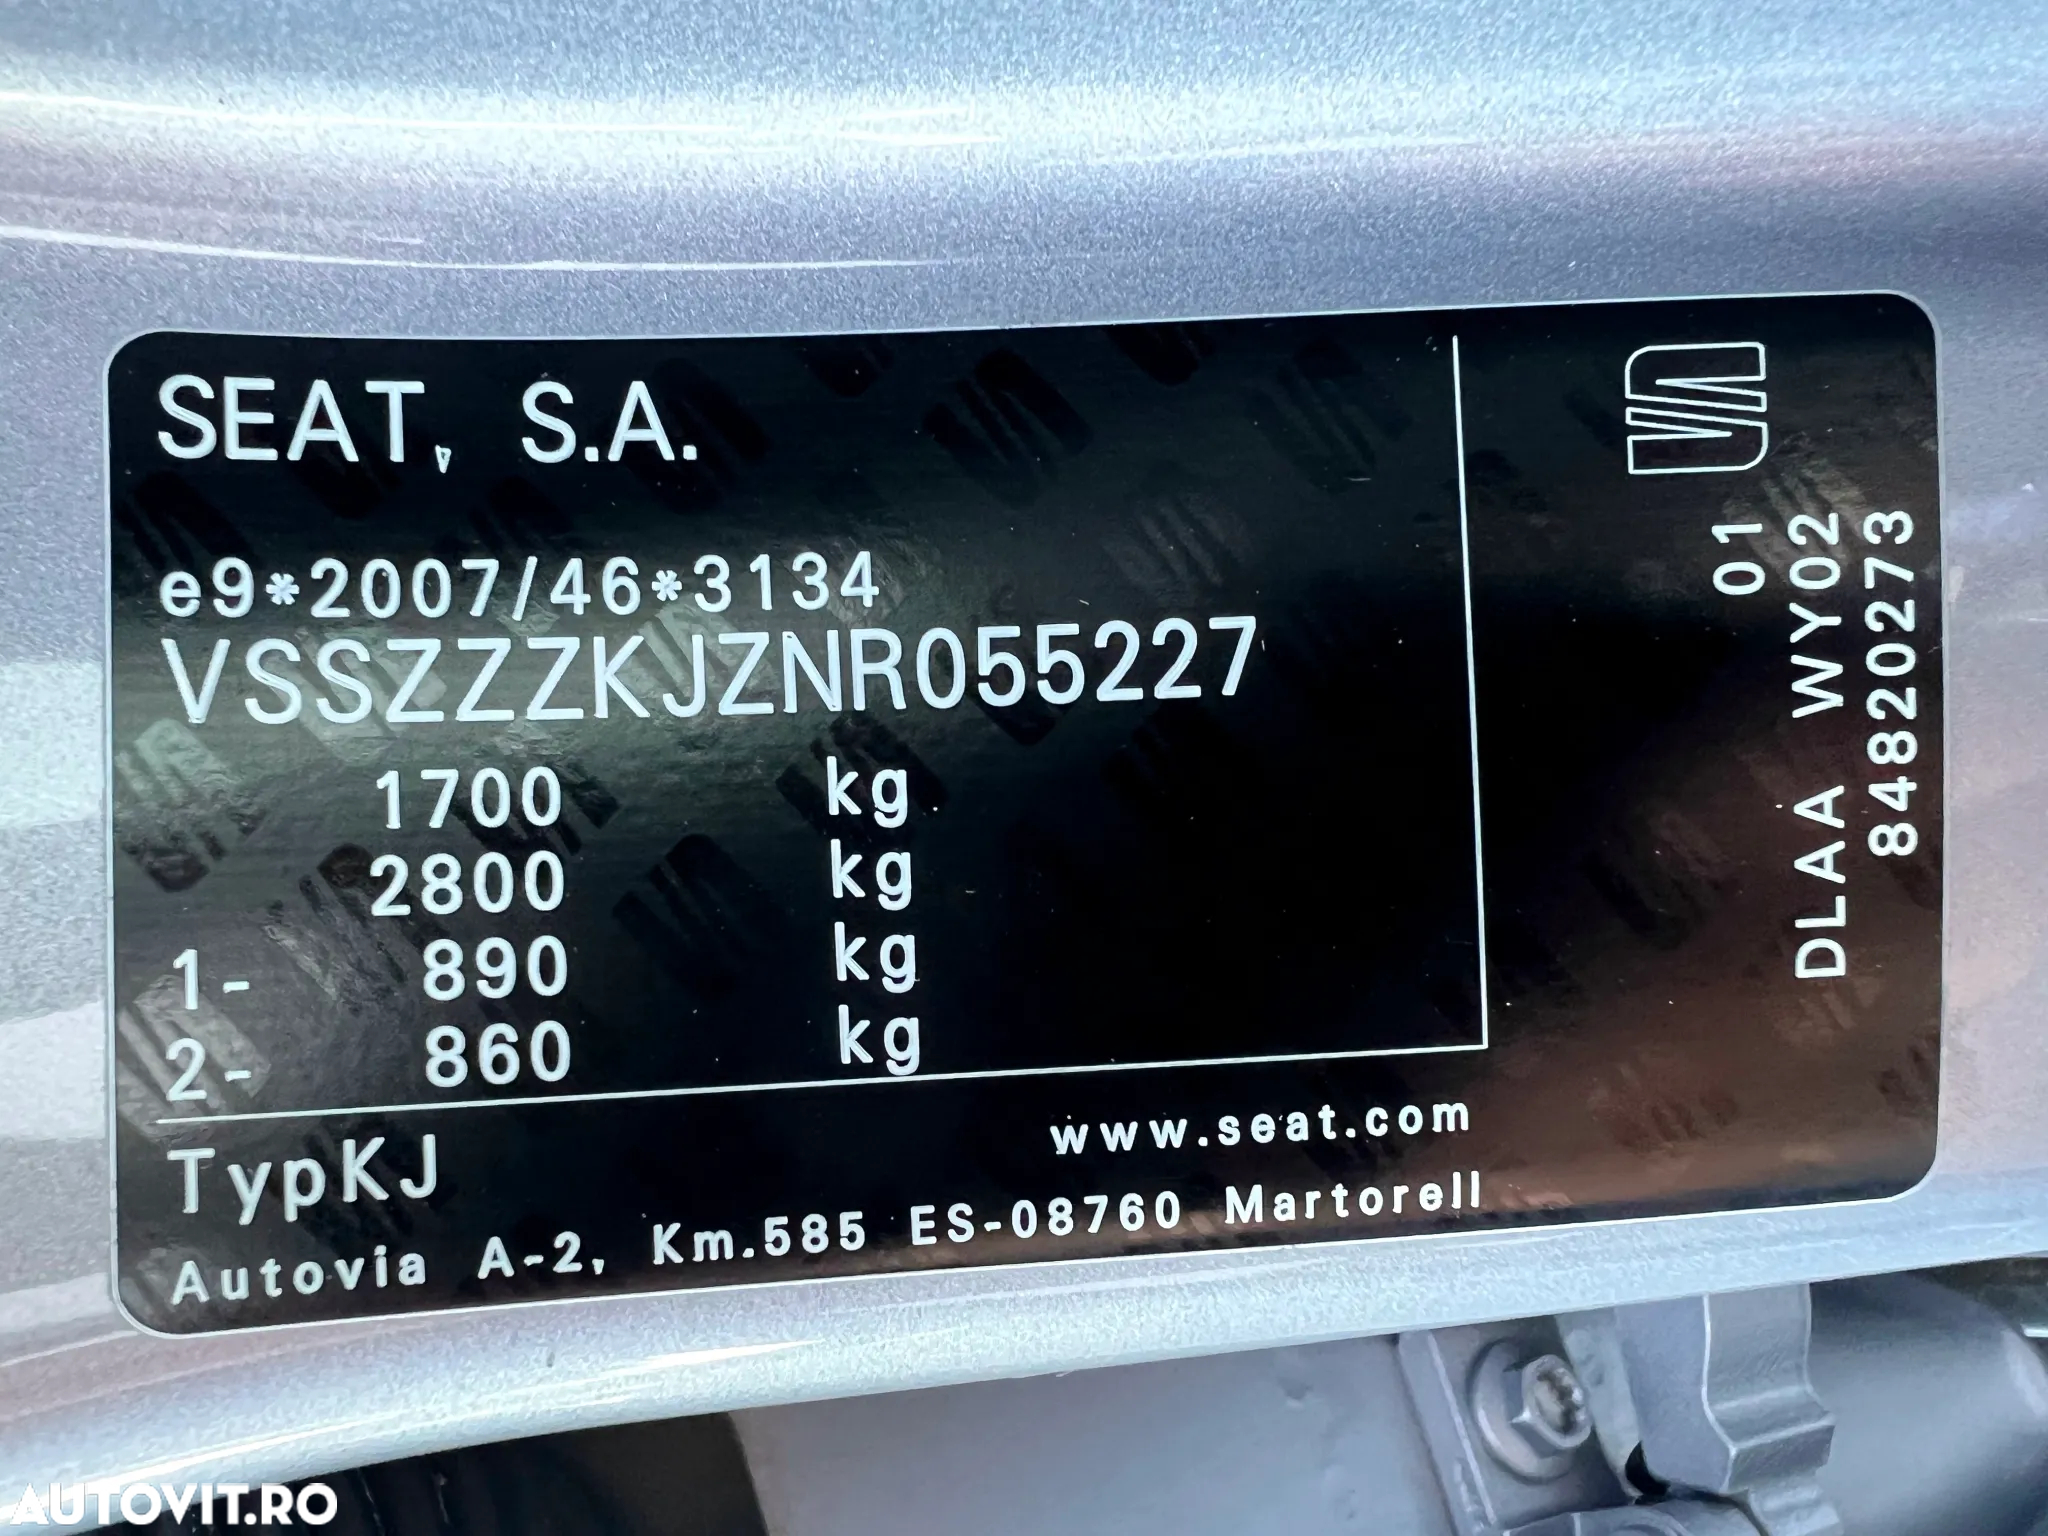 SEAT, S.A.
e9*2007/46*3134
VSSZZZKJZNR055227
1700 kg
2800 kg
1- 890 kg
2- 860 kg
TypKJ
www.seat.com
Autovia A-2, Km.585 ES-08760 Martorell
01
DLAA WY02
84820273
AUTOVIT.RO